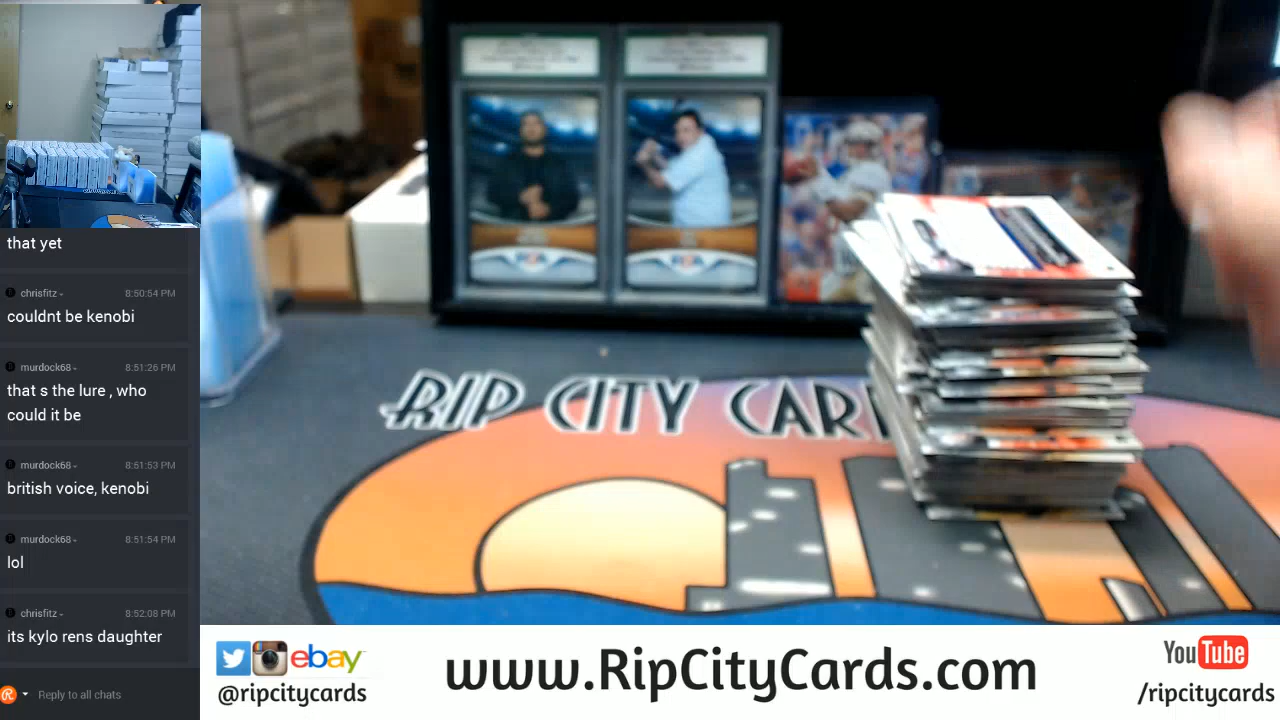 that yet
chrisfitz 8:50:54 PM
couldnt be kenobi
murdock68 8:51:26 PM
that s the lure , who
could it be
murdock68 8:51:53 PM
british voice, kenobi
murdock68 8:51:54 PM
lol
chrisfitz 8:52:08 PM
its kylo rens daughter
Reply to all chats
RIP CITY CAR
ebay
@ripcitycards
www.RipCityCards.com
YouTube
/ripcitycards